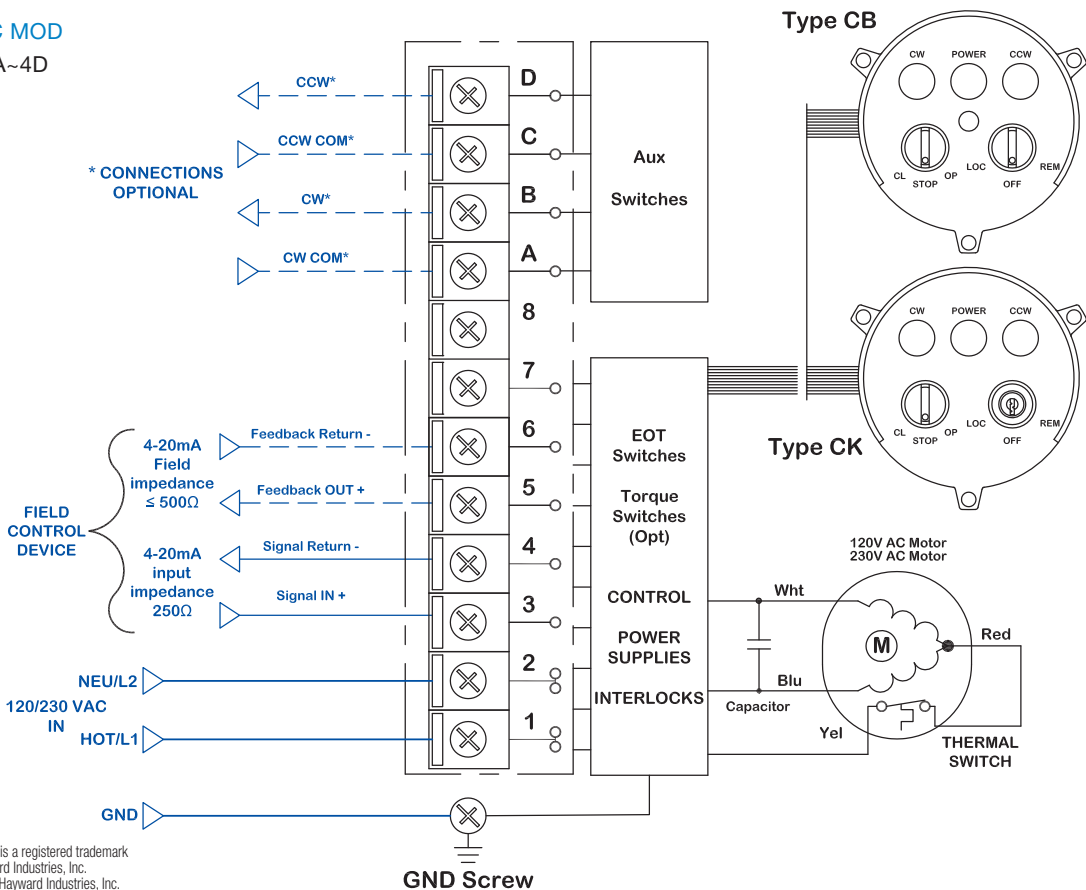 C MOD
A~4D
CCW*
CCW COM*
* CONNECTIONS
OPTIONAL
CW*
CW COM*
D
C
B
A
8
7
6
5
4
3
2
1
Aux
Switches
FIELD
CONTROL
DEVICE
4-20mA
Field
impedance
≤ 500Ω
Feedback Return -
Feedback OUT +
4-20mA
input
impedance
250Ω
Signal Return -
Signal IN +
NEU/L2
120/230 VAC
IN
HOT/L1
GND
GND Screw
EOT
Switches
Torque
Switches
(Opt)
CONTROL
POWER
SUPPLIES
INTERLOCKS
Type CB
CW POWER CCW
CL STOP OP LOC OFF REM
Type CK
CW POWER CCW
CL STOP OP LOC OFF REM
120V AC Motor
230V AC Motor
Wht
Blu
Capacitor
M
Red
Yel
THERMAL
SWITCH
is a registered trademark
rd Industries, Inc.
Hayward Industries, Inc.